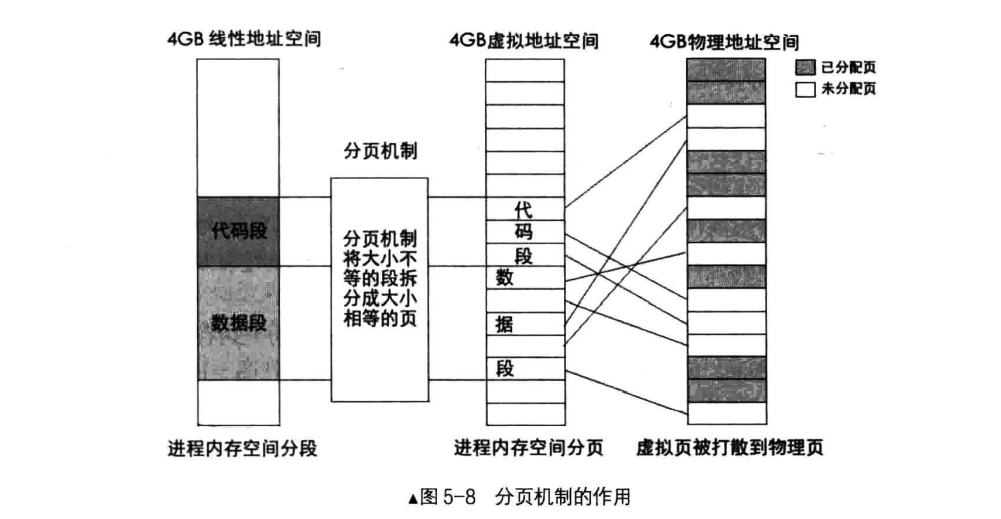 4GB 线性地址空间
4GB虚拟地址空间
4GB物理地址空间
已分配页
未分配页
分页机制
代码段
数据段
分页机制
将大小不
等的段拆
分成大小
相等的页
代
码
段
数
据
段
进程内存空间分段
进程内存空间分页
虚拟页被打散到物理页
▲图 5-8 分页机制的作用